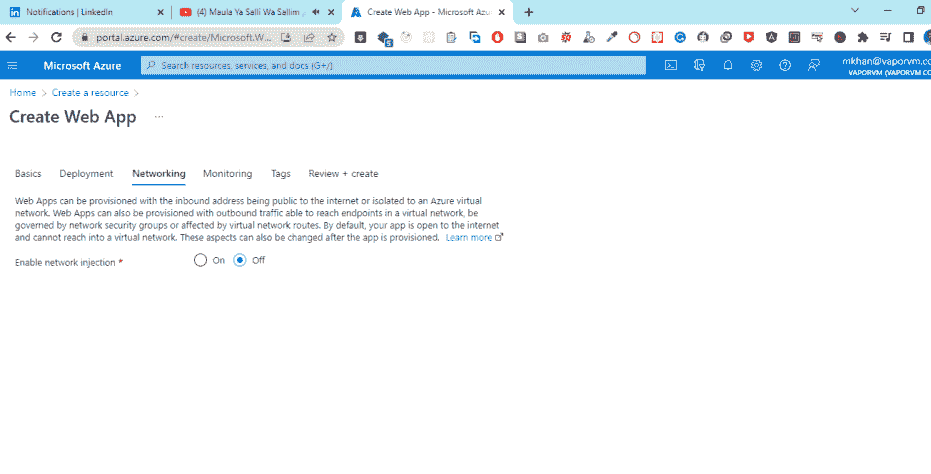 Notifications | LinkedIn
(4) Maula Ya Salli Wa Sallim
Create Web App - Microsoft Azu
portal.azure.com/#create/Microsoft.W...
Microsoft Azure
Search resources, services, and docs (G+/)
mkhan@vaporvm.co
VAPORVM (VAPORVM CO
Home > Create a resource >
Create Web App ...
Basics Deployment Networking Monitoring Tags Review + create
Web Apps can be provisioned with the inbound address being public to the internet or isolated to an Azure virtual
network. Web Apps can also be provisioned with outbound traffic able to reach endpoints in a virtual network, be
governed by network security groups or affected by virtual network routes. By default, your app is open to the internet
and cannot reach into a virtual network. These aspects can also be changed after the app is provisioned. Learn more
Enable network injection * On Off